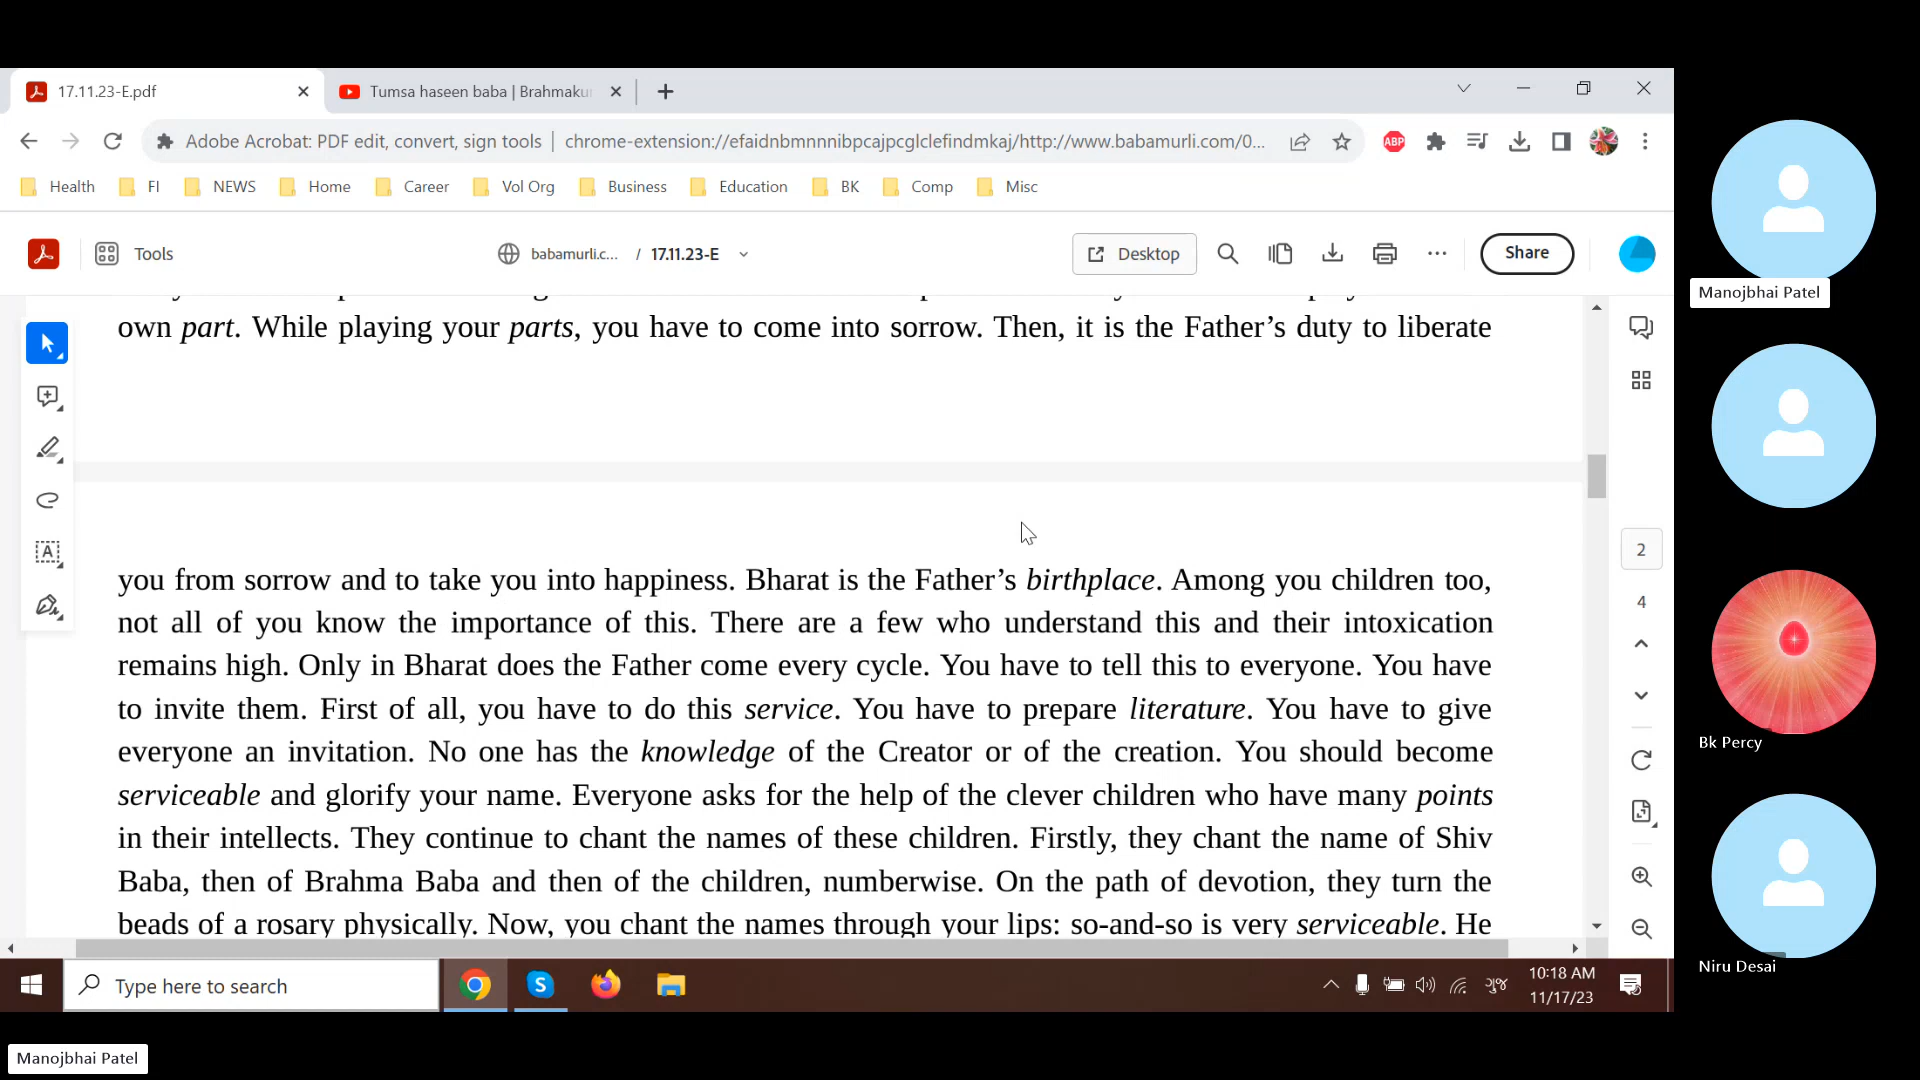 17.11.23-E.pdf
Tumsa haseen baba | Brahmaku
Adobe Acrobat: PDF edit, convert, sign tools | chrome-extension://efaidnbmnnnibpcajpcglclefindmkaj/http://www.babamurli.com/0...
ABP
Health FI NEWS Home Career Vol Org Business Education BK Comp Misc
Tools
babamurli.c... / 17.11.23-E
Desktop
Share
own part. While playing your parts, you have to come into sorrow. Then, it is the Father’s duty to liberate
you from sorrow and to take you into happiness. Bharat is the Father’s birthplace. Among you children too,
not all of you know the importance of this. There are a few who understand this and their intoxication
remains high. Only in Bharat does the Father come every cycle. You have to tell this to everyone. You have
to invite them. First of all, you have to do this service. You have to prepare literature. You have to give
everyone an invitation. No one has the knowledge of the Creator or of the creation. You should become
serviceable and glorify your name. Everyone asks for the help of the clever children who have many points
in their intellects. They continue to chant the names of these children. Firstly, they chant the name of Shiv
Baba, then of Brahma Baba and then of the children, numberwise. On the path of devotion, they turn the
beads of a rosary physically. Now, you chant the names through your lips: so-and-so is very serviceable. He
2
4
Type here to search
ગુજ
10:18 AM
11/17/23
Manojbhai Patel
Bk Percy
Niru Desai
Manojbhai Patel